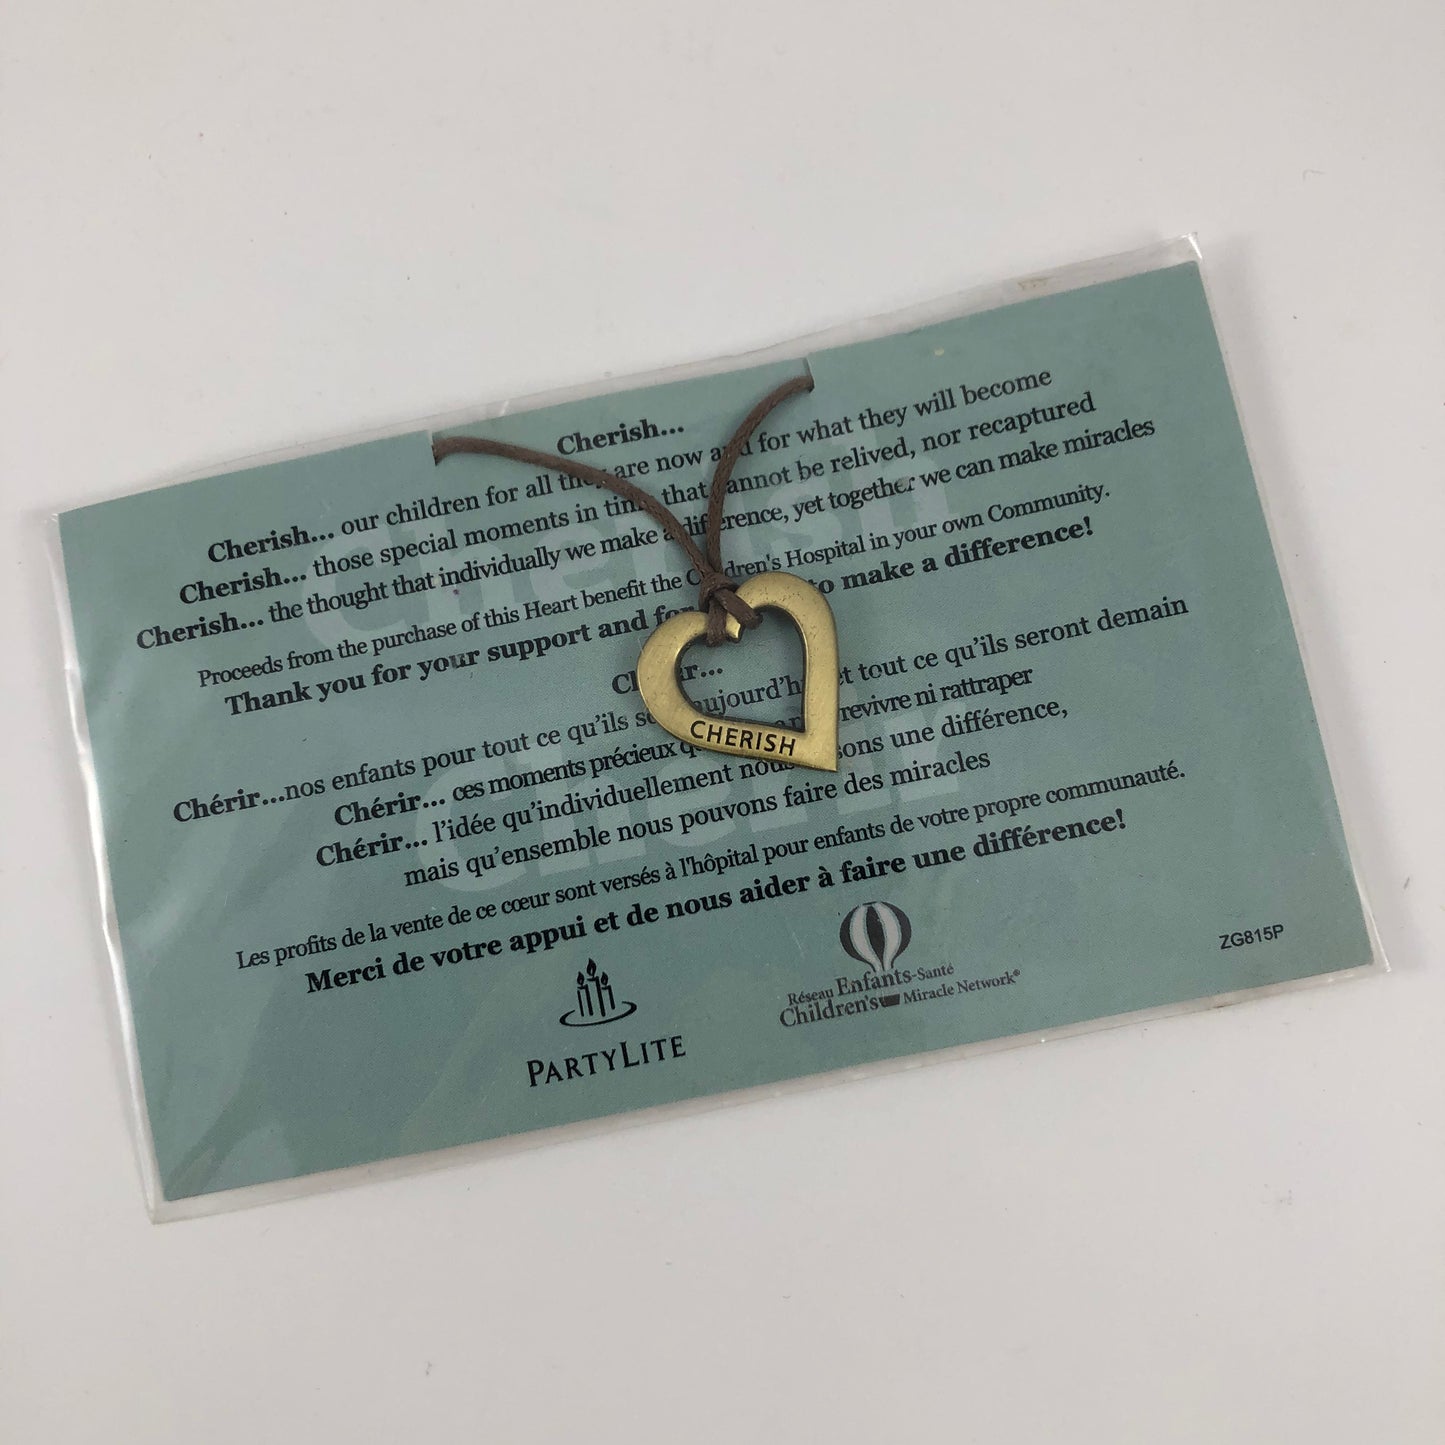 Cherish...
Cherish... our children for all they are now and for what they will become
Cherish... those special moments in time that cannot be relived, nor recaptured
Cherish... the thought that individually we make a difference, yet together we can make miracles
Proceeds from the purchase of this Heart benefit the Children's Hospital in your own Community.
Thank you for your support and for to make a difference!
Chérir...
Chérir...nos enfants pour tout ce qu'ils sont aujourd'hui et tout ce qu'ils seront demain
Chérir... ces moments précieux revivre ni rattraper
Chérir... l'idée qu'individuellement nous faisons une différence,
mais qu'ensemble nous pouvons faire des miracles
Les profits de la vente de ce cœur sont versés à l'hôpital pour enfants de votre propre communauté.
Merci de votre appui et de nous aider à faire une différence!
CHERISH
PARTYLITE
Réseau Enfants-Santé
Children's Miracle Network®
ZG815P
Cherish
Chérir